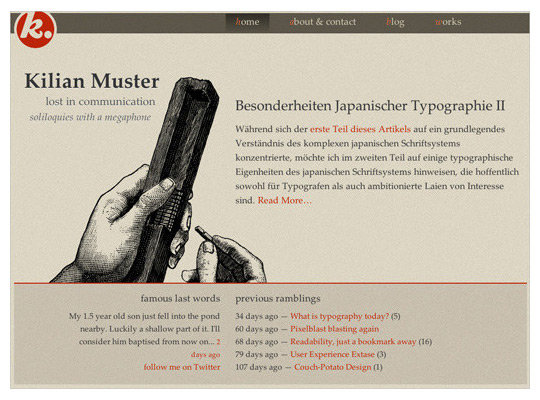 k.
home about & contact blog works
Kilian Muster
lost in communication
soliloquies with a megaphone
Besonderheiten Japanischer Typographie II
Während sich der erste Teil dieses Artikels auf ein grundlegendes
Verständnis des komplexen japanischen Schriftsystems
konzentrierte, möchte ich im zweiten Teil auf einige typographische
Eigenheiten des japanischen Schriftsystems hinweisen, die hoffentlich
sowohl für Typografen als auch ambitionierte Laien von Interesse
sind. Read More…
famous last words
My 1.5 year old son just fell into the pond
nearby. Luckily a shallow part of it. I'll
consider him baptised from now on... 2
days ago
follow me on Twitter
previous ramblings
34 days ago — What is typography today? (5)
60 days ago — Pixelblast blasting again
68 days ago — Readability, just a bookmark away (16)
79 days ago — User Experience Extase (3)
107 days ago — Couch-Potato Design (1)